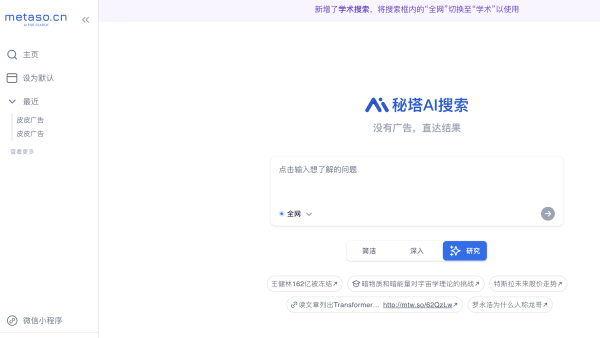 新增了学术搜索，将搜索框内的“全网”切换至“学术”以使用
metaso.cn
AI FOR SEARCH
主页
设为默认
最近
皮皮广告
皮皮广告
查看更多
微信小程序
秘塔AI搜索
没有广告，直达结果
点击输入想了解的问题
全网
简洁
深入
研究
王健林162亿被冻结↗
暗物质和暗能量对宇宙学理论的挑战↗
特斯拉未来股价走势↗
读文章列出Transformer... http://mtw.so/62QzLw↗
罗永浩为什么人称龙哥↗